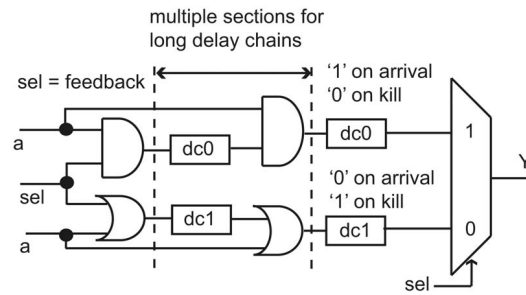 multiple sections for
long delay chains
sel = feedback
‘1’ on arrival
‘0’ on kill
a
dc0
dc0
1
Y
sel
‘0’ on arrival
‘1’ on kill
dc1
dc1
0
a
sel